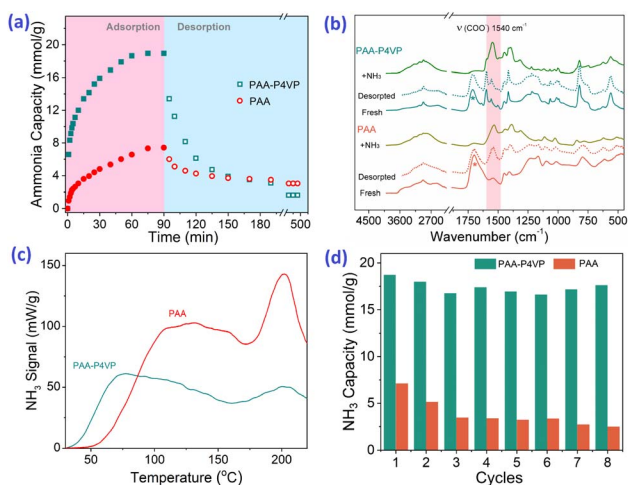 (a)
Adsorption
Desorption
Ammonia Capacity (mmol/g)
24
20
16
12
8
4
0
PAA-P4VP
PAA
0 30 60 90 120 150 180 500
Time (min)
(b)
ν (COO⁻) 1540 cm⁻¹
PAA-P4VP
+NH₃
Desorpted
Fresh
*
PAA
+NH₃
Desorpted
Fresh
*
4500 3600 2700 1750 1500 1250 1000 750 500
Wavenumber (cm⁻¹)
(c)
NH₃ Signal (mW/g)
150
100
50
0
PAA
PAA-P4VP
50 100 150 200
Temperature (°C)
(d)
PAA-P4VP PAA
NH₃ Capacity (mmol/g)
25
20
15
10
5
0
1 2 3 4 5 6 7 8
Cycles